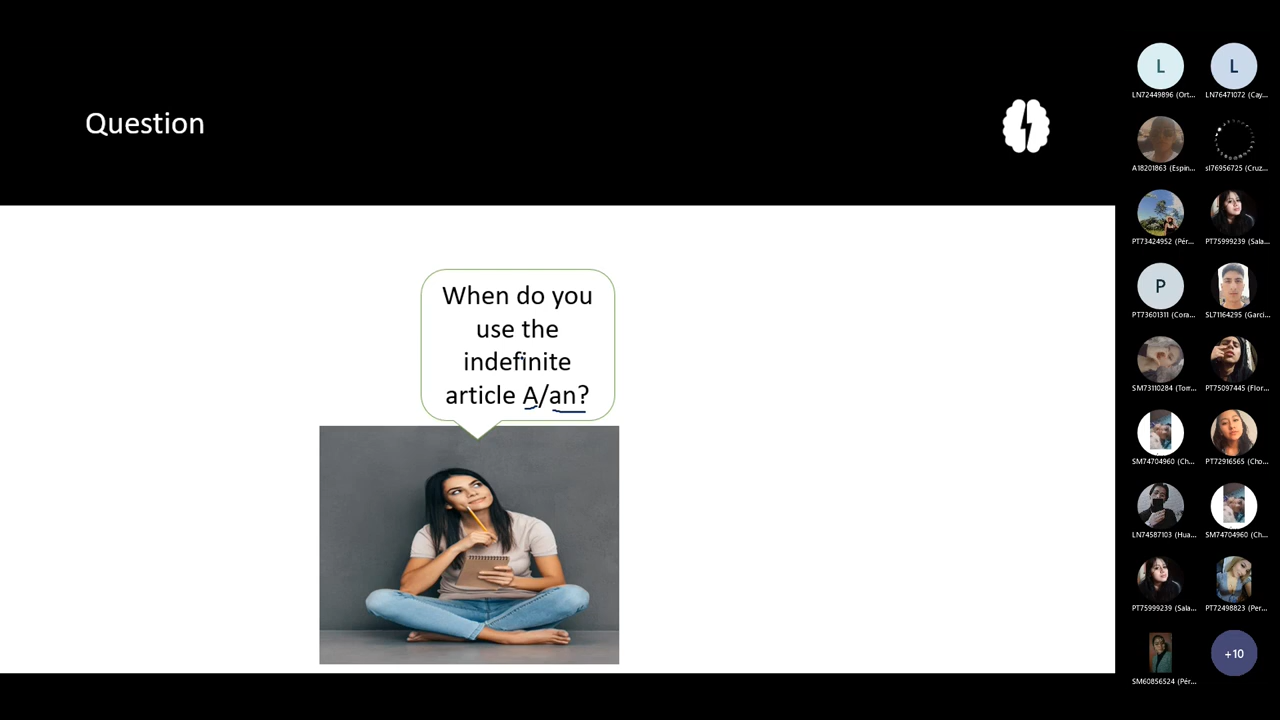 Question
When do you
use the
indefinite
article A/an?
L
L
LN72449896 (Ort...
LN76471072 (Cay...
A18201863 (Espin...
sl76956725 (Cruz...
PT73424952 (Pér...
PT75999239 (Sala...
P
PT73601311 (Cora...
SL71164295 (Garci...
SM73110284 (Torr...
PT75097445 (Flor...
SM74704960 (Ch...
PT72916565 (Cho...
LN74587103 (Hua...
SM74704960 (Ch...
PT75999239 (Sala...
PT72498823 (Per...
SM60856524 (Pér...
+10